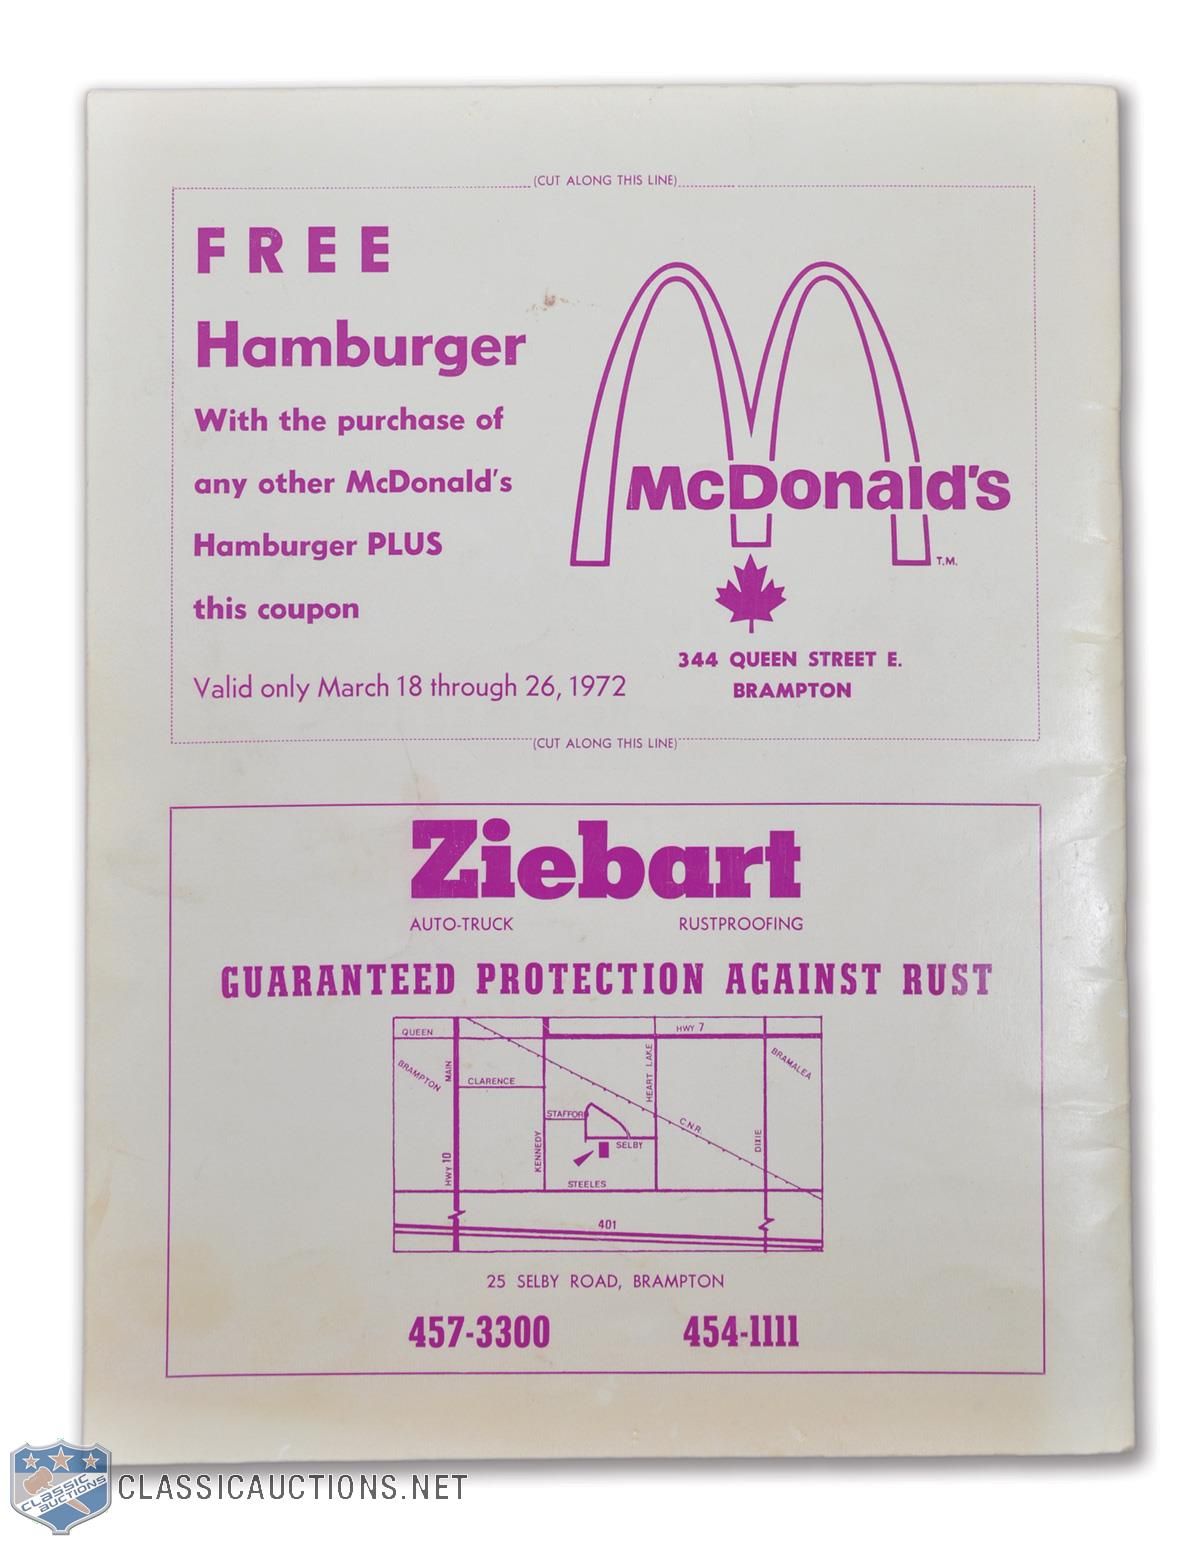 (CUT ALONG THIS LINE)
FREE
Hamburger
With the purchase of
any other McDonald's
Hamburger PLUS
this coupon
Valid only March 18 through 26, 1972
McDonald's
T.M.
344 QUEEN STREET E.
BRAMPTON
(CUT ALONG THIS LINE)
Ziebart
AUTO-TRUCK RUSTPROOFING
GUARANTEED PROTECTION AGAINST RUST
QUEEN
HWY 7
BRAMPTON
MAIN
CLARENCE
HEART LAKE
BRAMALEA
STAFFORD
C.N.R.
KENNEDY
SELBY
DIXIE
HWY 10
STEELES
401
25 SELBY ROAD, BRAMPTON
457-3300 454-1111
CLASSIC
AUCTIONS
CLASSICAUCTIONS.NET